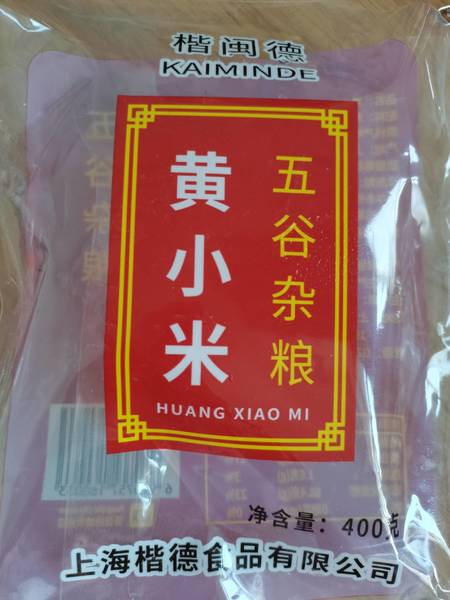 楷闽德
KAIMINDE
五谷杂粮
黄小米
HUANG XIAO MI
净含量：400克
上海楷德食品有限公司